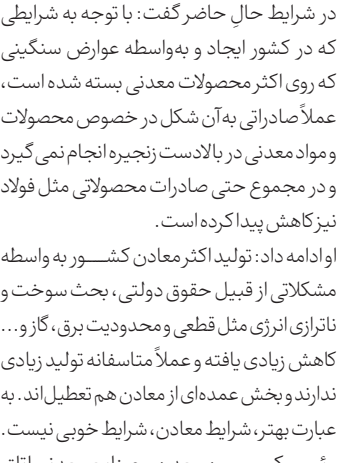 در شرایط حالِ حاضر گفت: با توجه به شرایطی
که در کشور ایجاد و به‌واسطه عوارض سنگینی
که روی اکثر محصولات معدنی بسته شده است،
عملاً صادراتی به آن شکل در خصوص محصولات
و مواد معدنی در بالادست زنجیره انجام نمی‌گیرد
و در مجموع حتی صادرات محصولاتی مثل فولاد
نیز کاهش پیدا کرده است.
او ادامه داد: تولید اکثر معادن کشـــور به واسطه
مشکلاتی از قبیل حقوق دولتی، بحث سوخت و
ناترازی انرژی مثل قطعی و محدودیت برق، گاز و...
کاهش زیادی یافته و عملاً متاسفانه تولید زیادی
ندارند و بخش عمده‌ای از معادن هم تعطیل‌اند. به
عبارت بهتر، شرایط معادن، شرایط خوبی نیست.